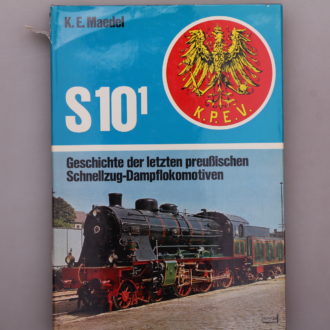 K. E. Maedel
S 10¹
K.P.E.V.
Geschichte der letzten preußischen
Schnellzug-Dampflokomotiven